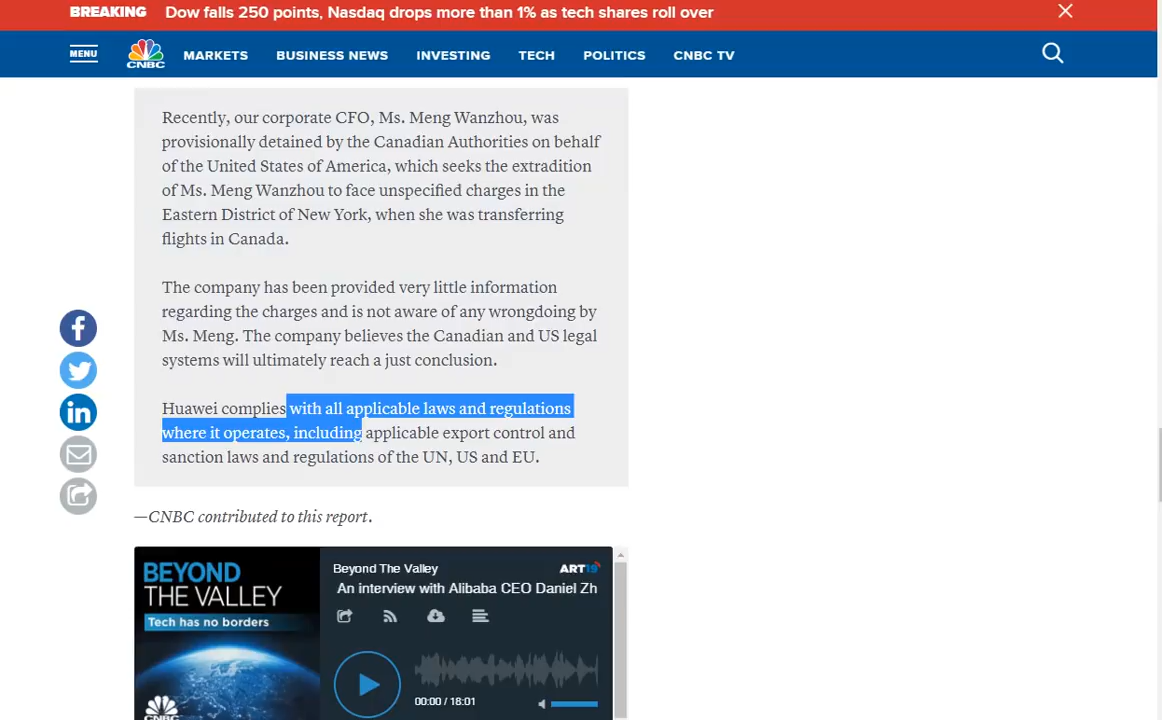 BREAKING Dow falls 250 points, Nasdaq drops more than 1% as tech shares roll over
MENU CNBC MARKETS BUSINESS NEWS INVESTING TECH POLITICS CNBC TV
Recently, our corporate CFO, Ms. Meng Wanzhou, was
provisionally detained by the Canadian Authorities on behalf
of the United States of America, which seeks the extradition
of Ms. Meng Wanzhou to face unspecified charges in the
Eastern District of New York, when she was transferring
flights in Canada.
The company has been provided very little information
regarding the charges and is not aware of any wrongdoing by
Ms. Meng. The company believes the Canadian and US legal
systems will ultimately reach a just conclusion.
Huawei complies with all applicable laws and regulations
where it operates, including applicable export control and
sanction laws and regulations of the UN, US and EU.
—CNBC contributed to this report.
BEYOND
THE VALLEY
Tech has no borders
CNBC
Beyond The Valley
ART19
An interview with Alibaba CEO Daniel Zh
00:00 / 18:01